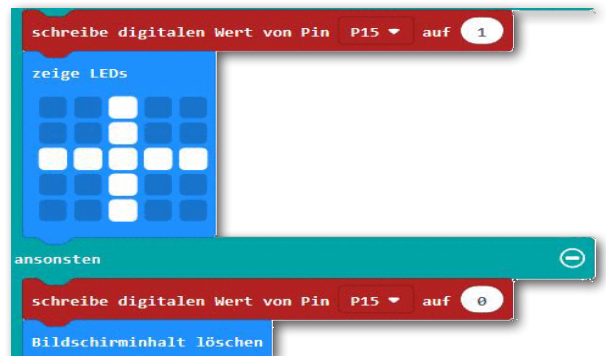 schreibe digitalen Wert von Pin P15 auf 1
zeige LEDs
ansonsten
schreibe digitalen Wert von Pin P15 auf 0
Bildschirminhalt löschen